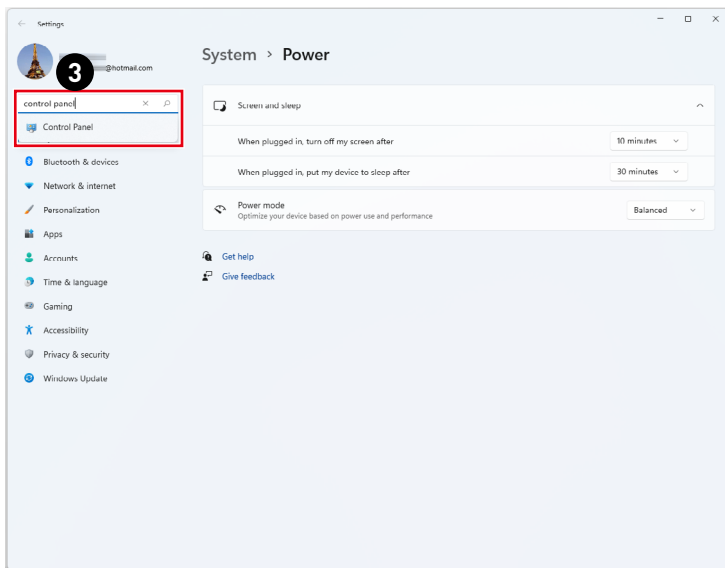 Settings
System > Power
3
@hotmail.com
control panel
Control Panel
Bluetooth & devices
Network & internet
Personalization
Apps
Accounts
Time & language
Gaming
Accessibility
Privacy & security
Windows Update
Screen and sleep
When plugged in, turn off my screen after
10 minutes
When plugged in, put my device to sleep after
30 minutes
Power mode
Optimize your device based on power use and performance
Balanced
Get help
Give feedback